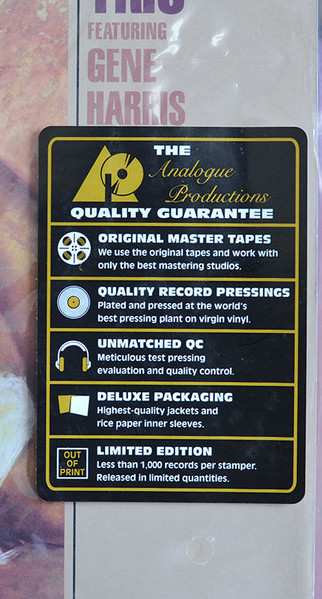 TRIO
FEATURING
GENE
HARRIS
THE
Analogue
Productions
QUALITY GUARANTEE
ORIGINAL MASTER TAPES
We use the original tapes and work with
only the best mastering studios.
QUALITY RECORD PRESSINGS
Plated and pressed at the world's
best pressing plant on virgin vinyl.
UNMATCHED QC
Meticulous test pressing
evaluation and quality control.
DELUXE PACKAGING
Highest-quality jackets and
rice paper inner sleeves.
OUT
OF
PRINT
LIMITED EDITION
Less than 1,000 records per stamper.
Released in limited quantities.